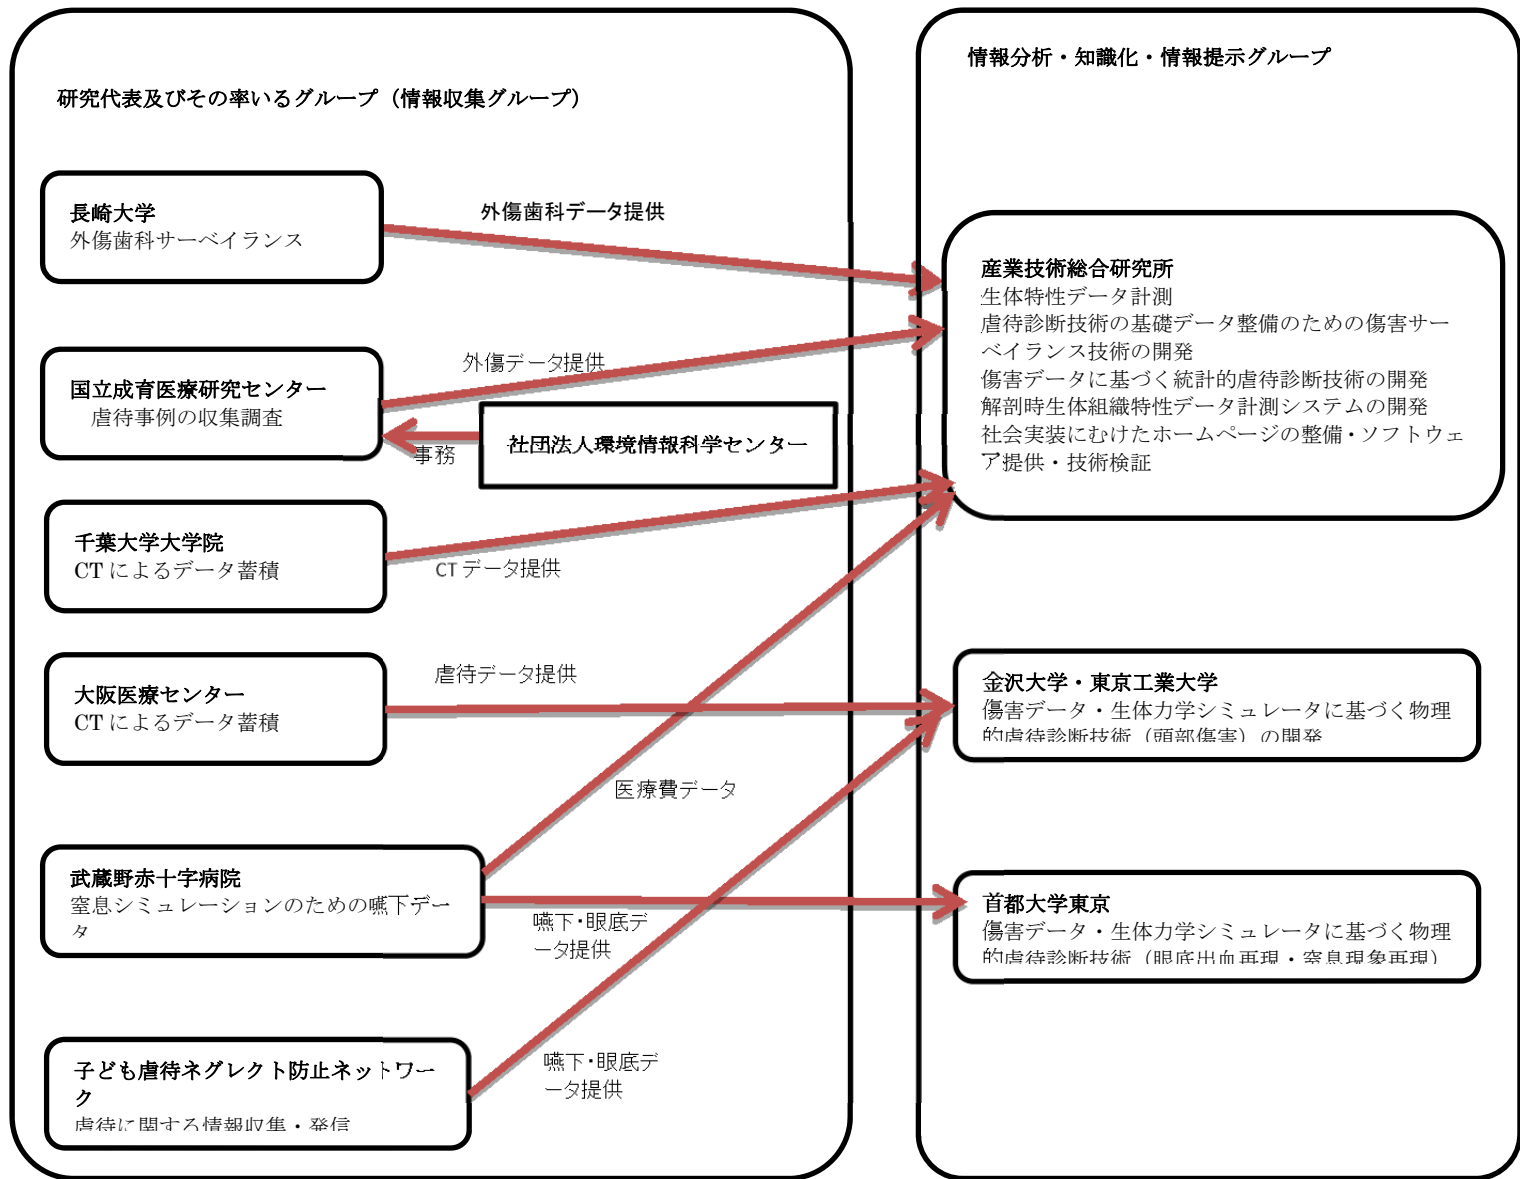 研究代表及びその率いるグループ（情報収集グループ）
長崎大学
外傷歯科サーベイランス
外傷歯科データ提供
国立成育医療研究センター
虐待事例の収集調査
外傷データ提供
事務
社団法人環境情報科学センター
千葉大学大学院
CTによるデータ蓄積
CTデータ提供
大阪医療センター
CTによるデータ蓄積
虐待データ提供
医療費データ
武蔵野赤十字病院
窒息シミュレーションのための嚥下デー
タ
嚥下・眼底デ
ータ提供
子ども虐待ネグレクト防止ネットワー
ク
虐待に関する情報収集・発信
嚥下・眼底デ
ータ提供
情報分析・知識化・情報提示グループ
産業技術総合研究所
生体特性データ計測
虐待診断技術の基礎データ整備のための傷害サー
ベイランス技術の開発
傷害データに基づく統計的虐待診断技術の開発
解剖時生体組織特性データ計測システムの開発
社会実装にむけたホームページの整備・ソフトウェ
ア提供・技術検証
金沢大学・東京工業大学
傷害データ・生体力学シミュレータに基づく物理
的虐待診断技術（頭部傷害）の開発
首都大学東京
傷害データ・生体力学シミュレータに基づく物理
的虐待診断技術（眼底出血再現・窒息現象再現）